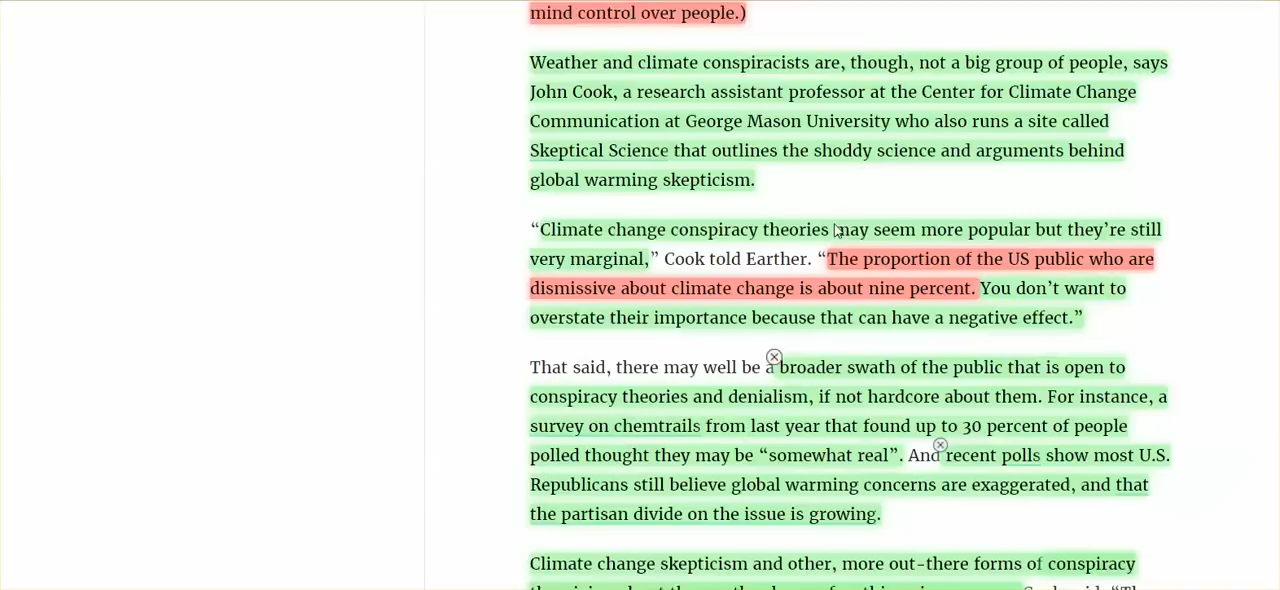 mind control over people.)
Weather and climate conspiracists are, though, not a big group of people, says
John Cook, a research assistant professor at the Center for Climate Change
Communication at George Mason University who also runs a site called
Skeptical Science that outlines the shoddy science and arguments behind
global warming skepticism.
“Climate change conspiracy theories may seem more popular but they’re still
very marginal,” Cook told Earther. “The proportion of the US public who are
dismissive about climate change is about nine percent. You don’t want to
overstate their importance because that can have a negative effect.”
That said, there may well be a broader swath of the public that is open to
conspiracy theories and denialism, if not hardcore about them. For instance, a
survey on chemtrails from last year that found up to 30 percent of people
polled thought they may be “somewhat real”. And recent polls show most U.S.
Republicans still believe global warming concerns are exaggerated, and that
the partisan divide on the issue is growing.
Climate change skepticism and other, more out-there forms of conspiracy